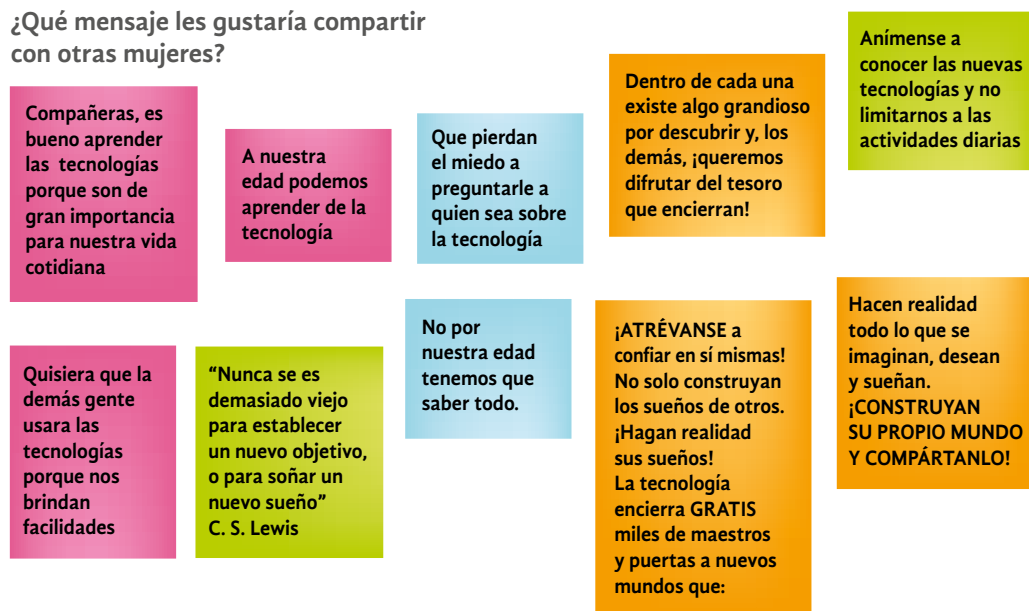 ¿Qué mensaje les gustaría compartir
con otras mujeres?
Compañeras, es
bueno aprender
las tecnologías
porque son de
gran importancia
para nuestra vida
cotidiana
A nuestra
edad podemos
aprender de la
tecnología
Que pierdan
el miedo a
preguntarle a
quien sea sobre
la tecnología
Dentro de cada una
existe algo grandioso
por descubrir y, los
demás, ¡queremos
difrutar del tesoro
que encierran!
Anímense a
conocer las nuevas
tecnologías y no
limitarnos a las
actividades diarias
Quisiera que la
demás gente
usara las
tecnologías
porque nos
brindan
facilidades
“Nunca se es
demasiado viejo
para establecer
un nuevo objetivo,
o para soñar un
nuevo sueño”
C. S. Lewis
No por
nuestra edad
tenemos que
saber todo.
¡ATRÉVANSE a
confiar en sí mismas!
No solo construyan
los sueños de otros.
¡Hagan realidad
sus sueños!
La tecnología
encierra GRATIS
miles de maestros
y puertas a nuevos
mundos que:
Hacen realidad
todo lo que se
imaginan, desean
y sueñan.
¡CONSTRUYAN
SU PROPIO MUNDO
Y COMPÁRTANLO!